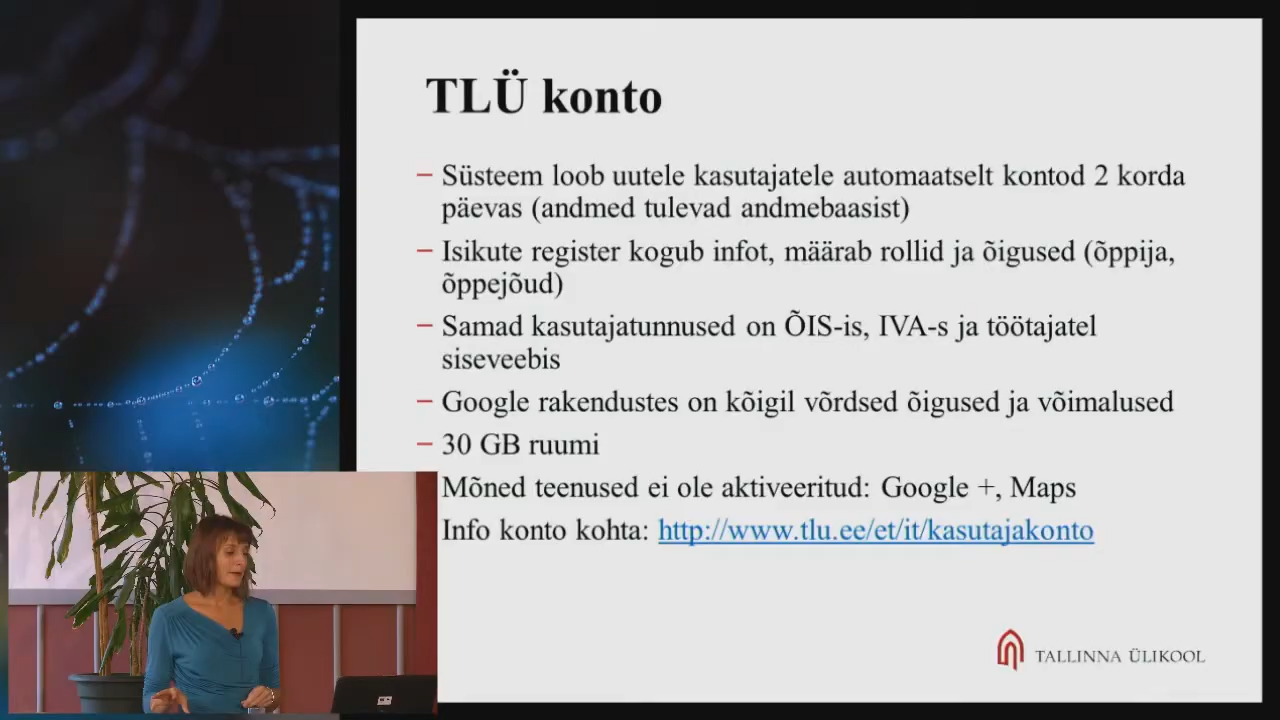 TLÜ konto
– Süsteem loob uutele kasutajatele automaatselt kontod 2 korda
päevas (andmed tulevad andmebaasist)
– Isikute register kogub infot, määrab rollid ja õigused (õppija,
õppejõud)
– Samad kasutajatunnused on ÕIS-is, IVA-s ja töötajatel
siseveebis
– Google rakendustes on kõigil võrdsed õigused ja võimalused
– 30 GB ruumi
Mõned teenused ei ole aktiveeritud: Google +, Maps
Info konto kohta: http://www.tlu.ee/et/it/kasutajakonto
TALLINNA ÜLIKOOL